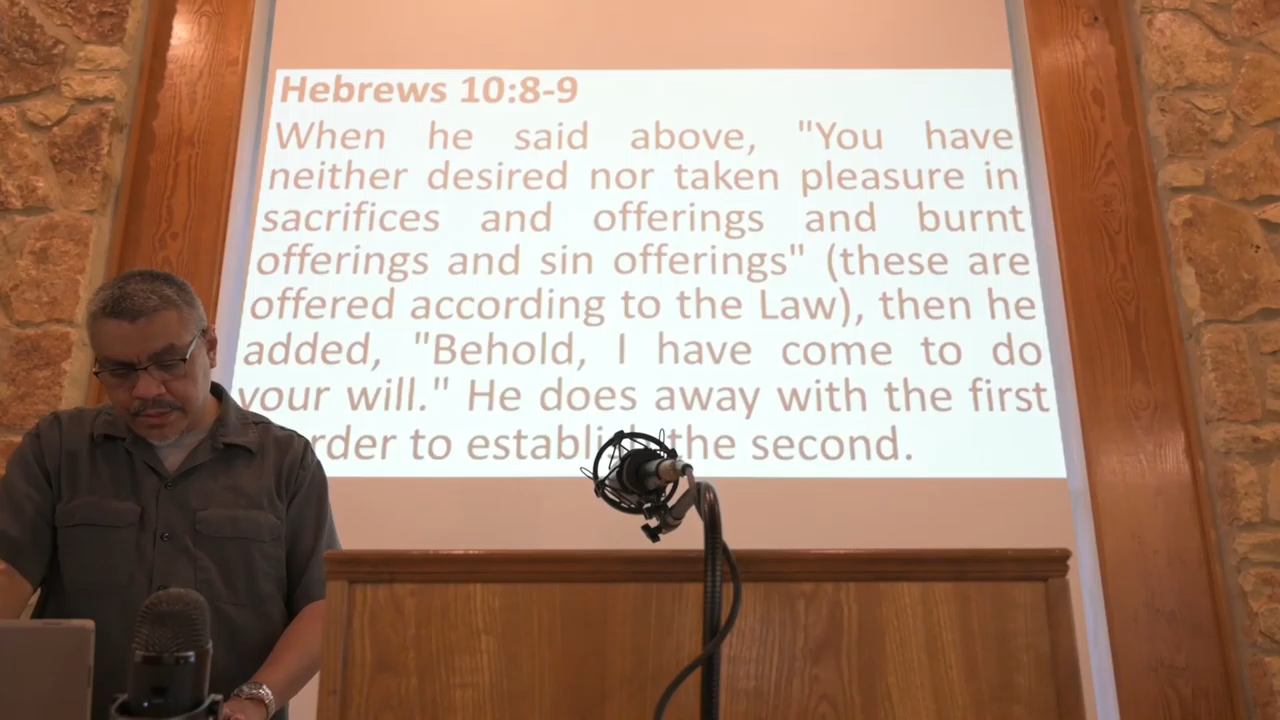 Hebrews 10:8-9
When he said above, "You have
neither desired nor taken pleasure in
sacrifices and offerings and burnt
offerings and sin offerings" (these are
offered according to the Law), then he
added, "Behold, I have come to do
your will." He does away with the first
order to establish the second.